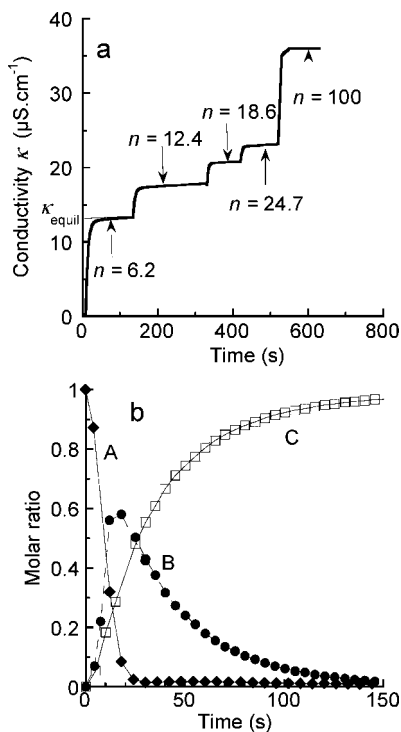 a
Conductivity κ (µS.cm⁻¹)
40
30
20
κequil
10
0
n = 12.4
n = 18.6
n = 100
n = 24.7
n = 6.2
0 200 400 600 800
Time (s)
b
Molar ratio
1
0.8
0.6
0.4
0.2
0
A
C
B
0 50 100 150
Time (s)